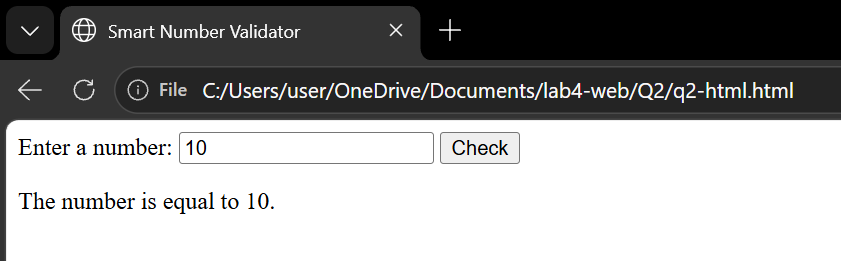 Smart Number Validator
File C:/Users/user/OneDrive/Documents/lab4-web/Q2/q2-html.html
Enter a number: 10 Check
The number is equal to 10.